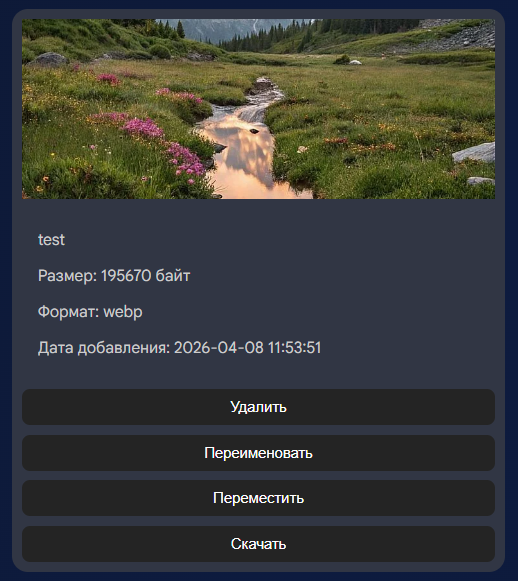 test
Размер: 195670 байт
Формат: webp
Дата добавления: 2026-04-08 11:53:51
Удалить
Переименовать
Переместить
Скачать